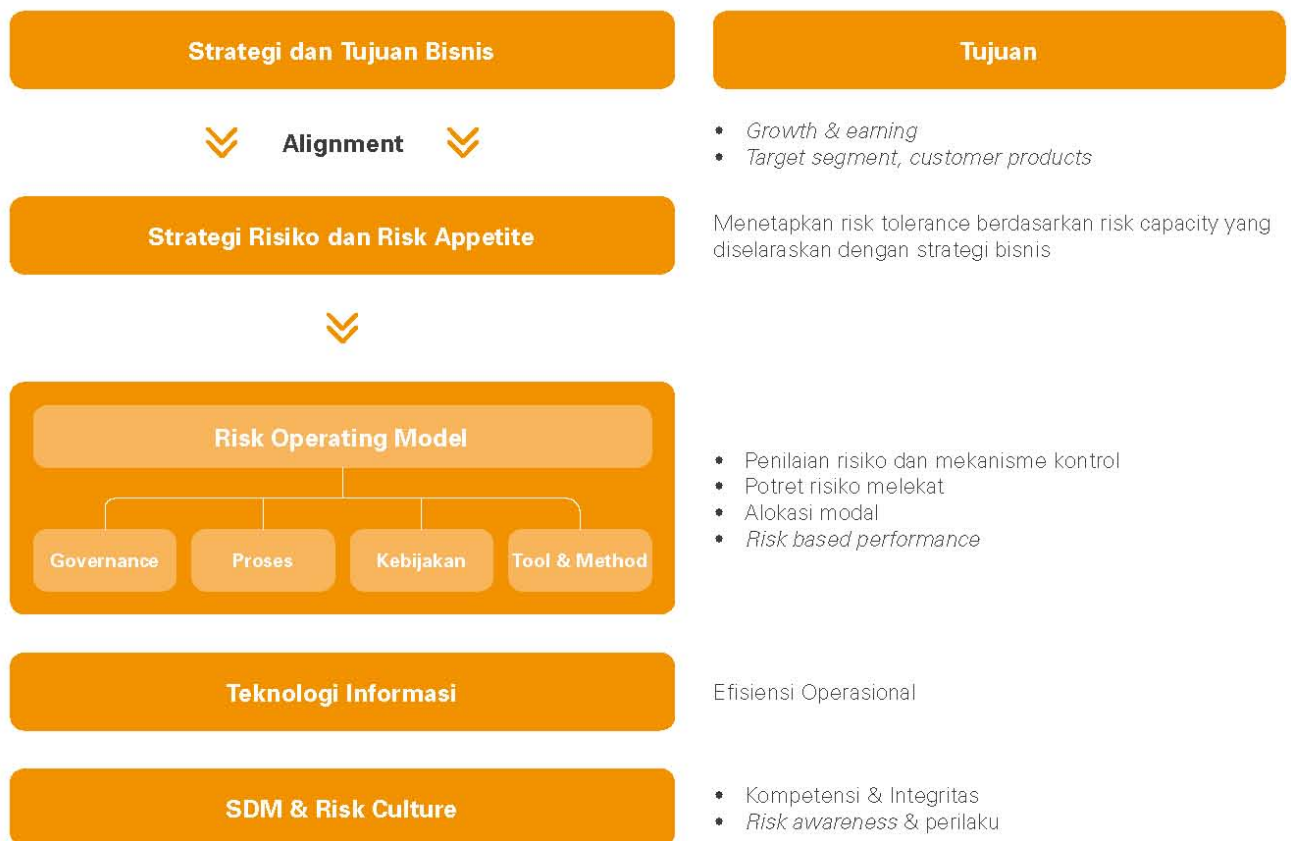 Strategi dan Tujuan Bisnis
Tujuan
Alignment
• Growth & earning
• Target segment, customer products
Strategi Risiko dan Risk Appetite
Menetapkan risk tolerance berdasarkan risk capacity yang
diselaraskan dengan strategi bisnis
Risk Operating Model
Governance
Proses
Kebijakan
Tool & Method
• Penilaian risiko dan mekanisme kontrol
• Potret risiko melekat
• Alokasi modal
• Risk based performance
Teknologi Informasi
Efisiensi Operasional
SDM & Risk Culture
• Kompetensi & Integritas
• Risk awareness & perilaku